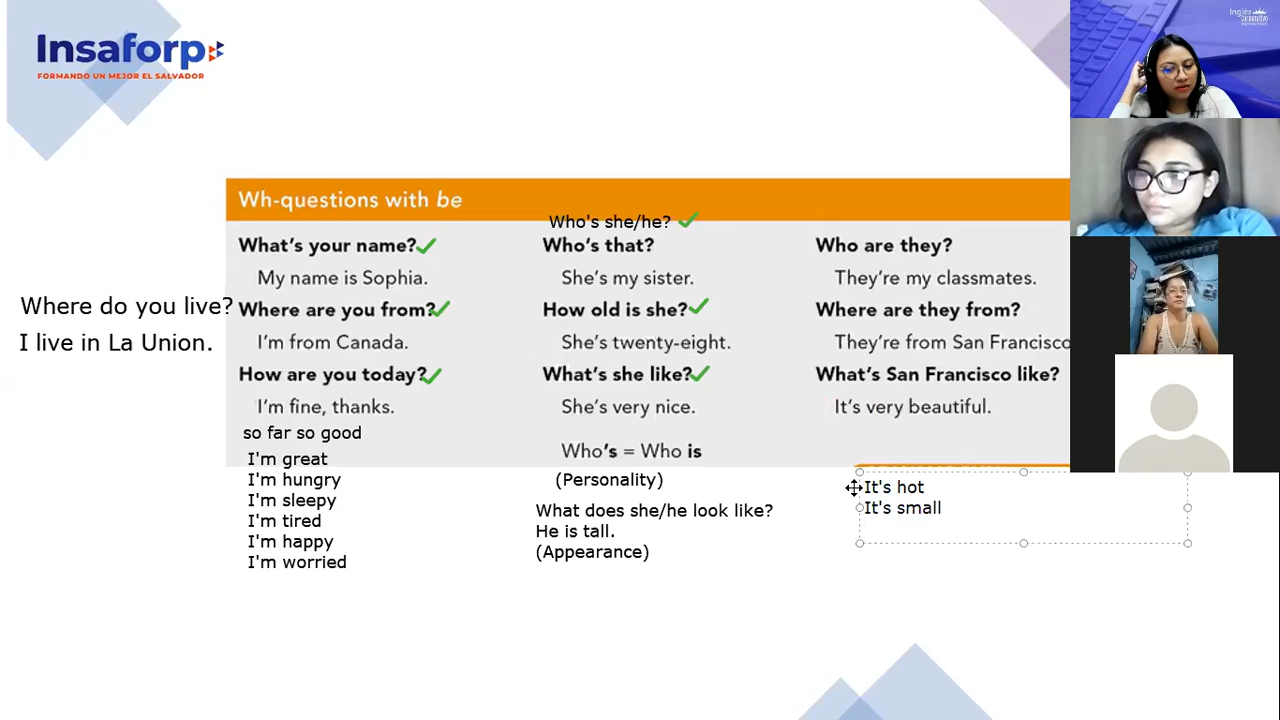 Insaforp
FORMANDO UN MEJOR EL SALVADOR
Inglés
Wh-questions with be
Who's she/he?
What's your name?
My name is Sophia.
Where are you from?
I'm from Canada.
How are you today?
I'm fine, thanks.
so far so good
I'm great
I'm hungry
I'm sleepy
I'm tired
I'm happy
I'm worried
Where do you live?
I live in La Union.
Who's that?
She's my sister.
How old is she?
She's twenty-eight.
What's she like?
She's very nice.
Who's = Who is
(Personality)
What does she/he look like?
He is tall.
(Appearance)
Who are they?
They're my classmates.
Where are they from?
They're from San Francisco
What's San Francisco like?
It's very beautiful.
It's hot
It's small